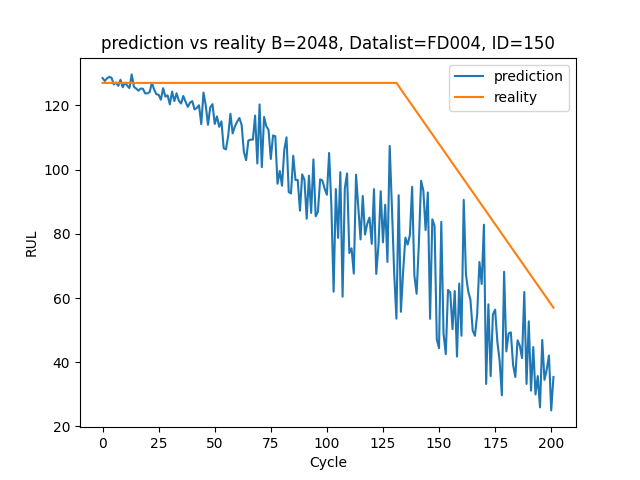 prediction vs reality B=2048, Datalist=FD004, ID=150
prediction
reality
RUL
120
100
80
60
40
20
0 25 50 75 100 125 150 175 200
Cycle